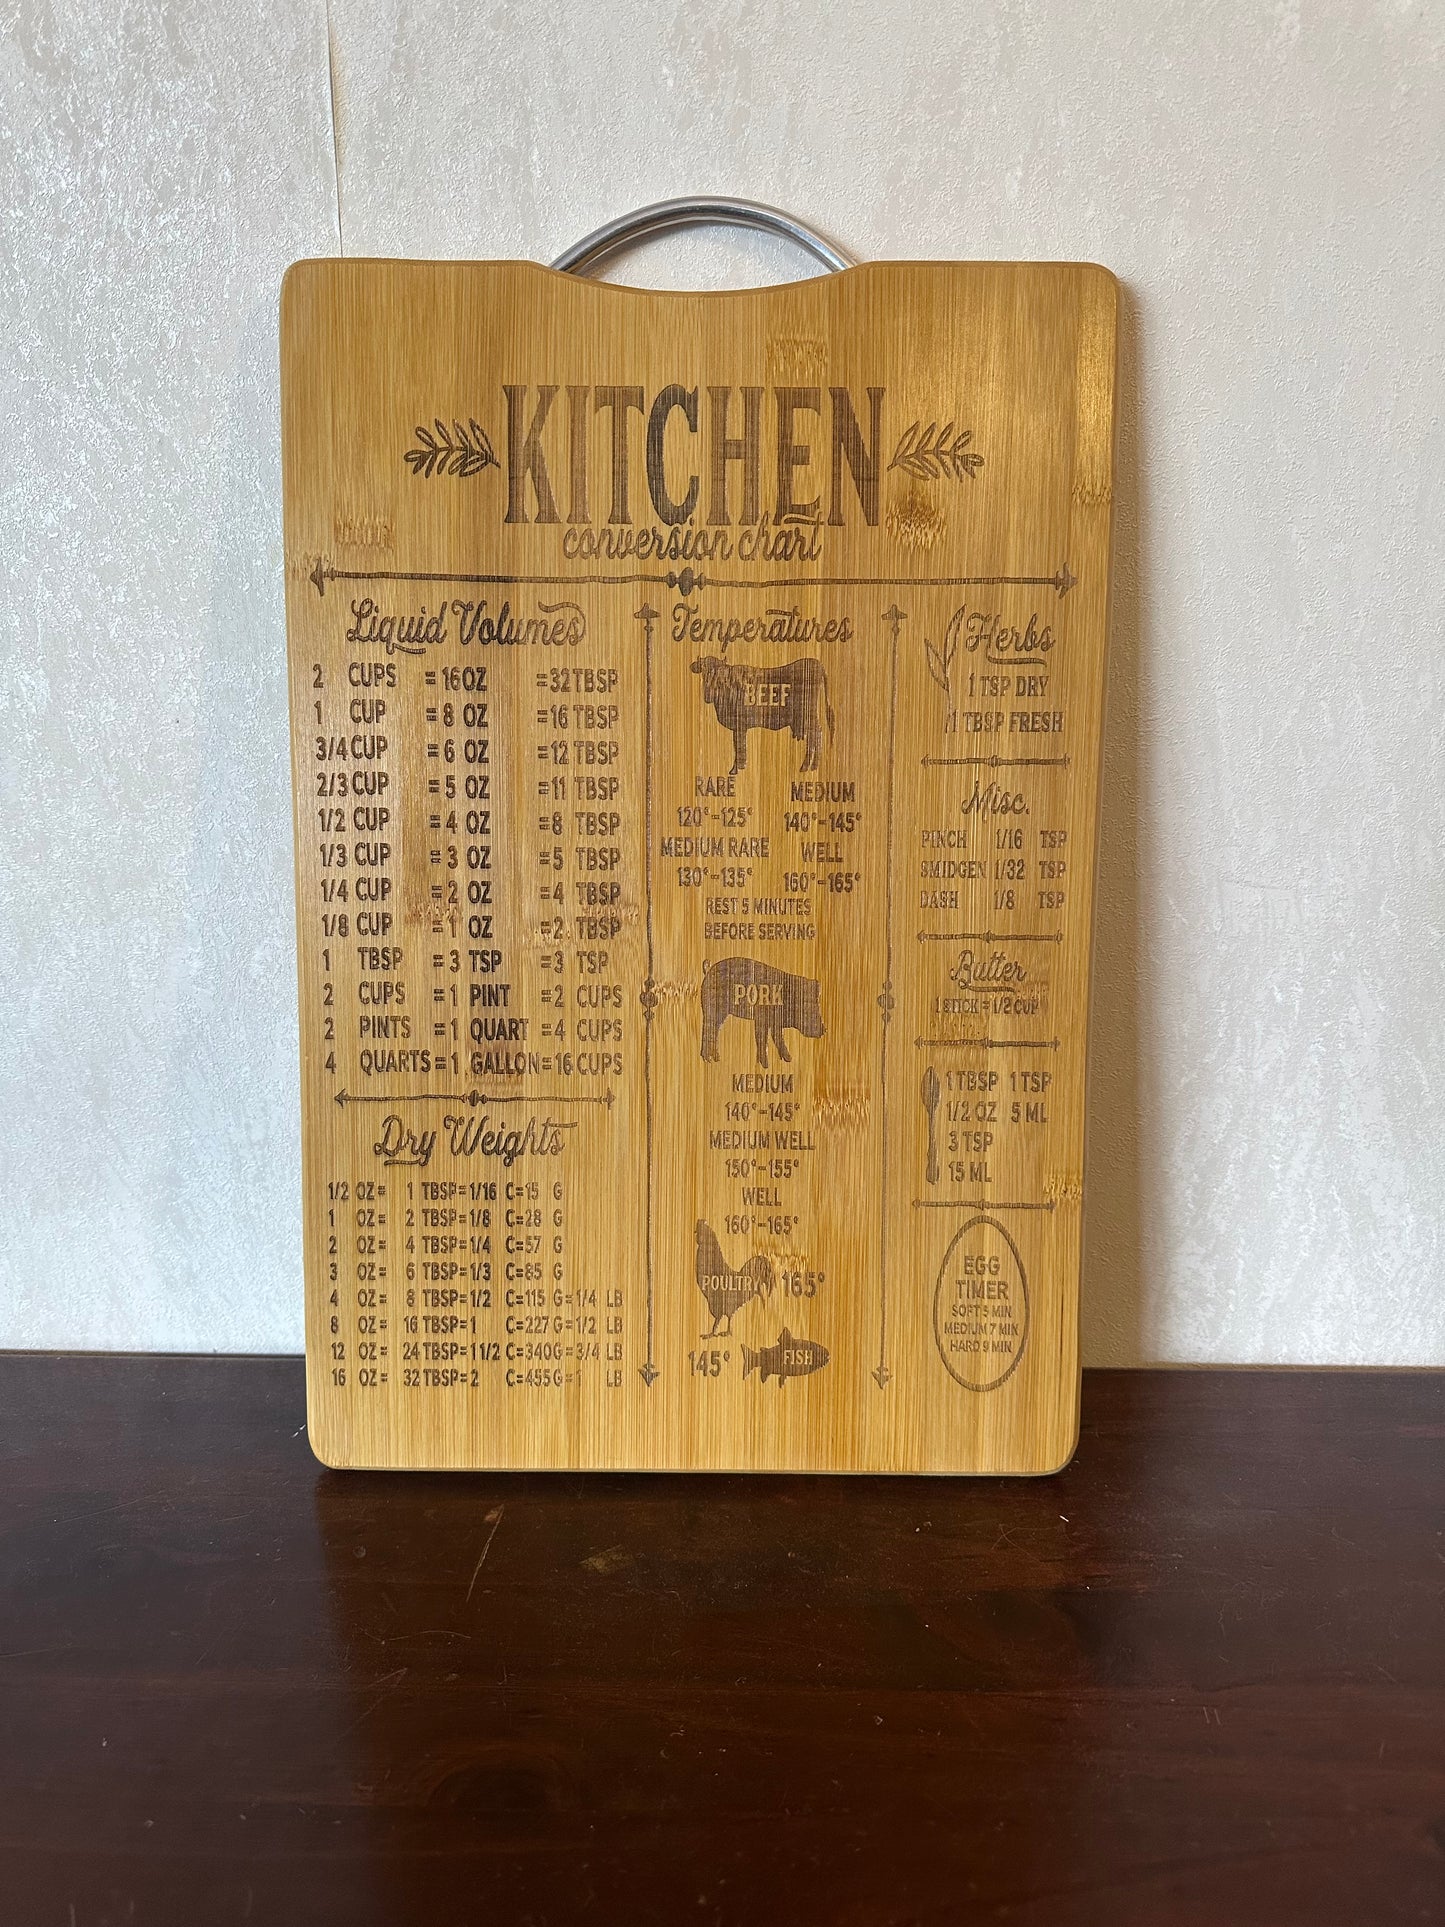 KITCHEN
conversion chart
Liquid Volumes
2 CUPS = 16 OZ = 32 TBSP
1 CUP = 8 OZ = 16 TBSP
3/4 CUP = 6 OZ = 12 TBSP
2/3 CUP = 5 OZ = 11 TBSP
1/2 CUP = 4 OZ = 8 TBSP
1/3 CUP = 3 OZ = 5 TBSP
1/4 CUP = 2 OZ = 4 TBSP
1/8 CUP = 1 OZ = 2 TBSP
1 TBSP = 3 TSP = 3 TSP
2 CUPS = 1 PINT = 2 CUPS
2 PINTS = 1 QUART = 4 CUPS
4 QUARTS = 1 GALLON = 16 CUPS
Dry Weights
1/2 OZ = 1 TBSP = 1/16 C = 15 G
1 OZ = 2 TBSP = 1/8 C = 28 G
2 OZ = 4 TBSP = 1/4 C = 57 G
3 OZ = 6 TBSP = 1/3 C = 85 G
4 OZ = 8 TBSP = 1/2 C = 115 G = 1/4 LB
8 OZ = 16 TBSP = 1 C = 227 G = 1/2 LB
12 OZ = 24 TBSP = 1 1/2 C = 340 G = 3/4 LB
16 OZ = 32 TBSP = 2 C = 455 G = 1 LB
Temperatures
BEEF
RARE MEDIUM
120°-125° 140°-145°
MEDIUM RARE WELL
130°-135° 160°-165°
REST 5 MINUTES
BEFORE SERVING
PORK
MEDIUM
140°-145°
MEDIUM WELL
150°-155°
WELL
160°-165°
POULTRY 165°
145° FISH
Herbs
1 TSP DRY
1 TBSP FRESH
Misc.
PINCH 1/16 TSP
SMIDGEN 1/32 TSP
DASH 1/8 TSP
Butter
1 STICK = 1/2 CUP
1 TBSP 1 TSP
1/2 OZ 5 ML
3 TSP
15 ML
EGG
TIMER
SOFT 5 MIN
MEDIUM 7 MIN
HARD 9 MIN